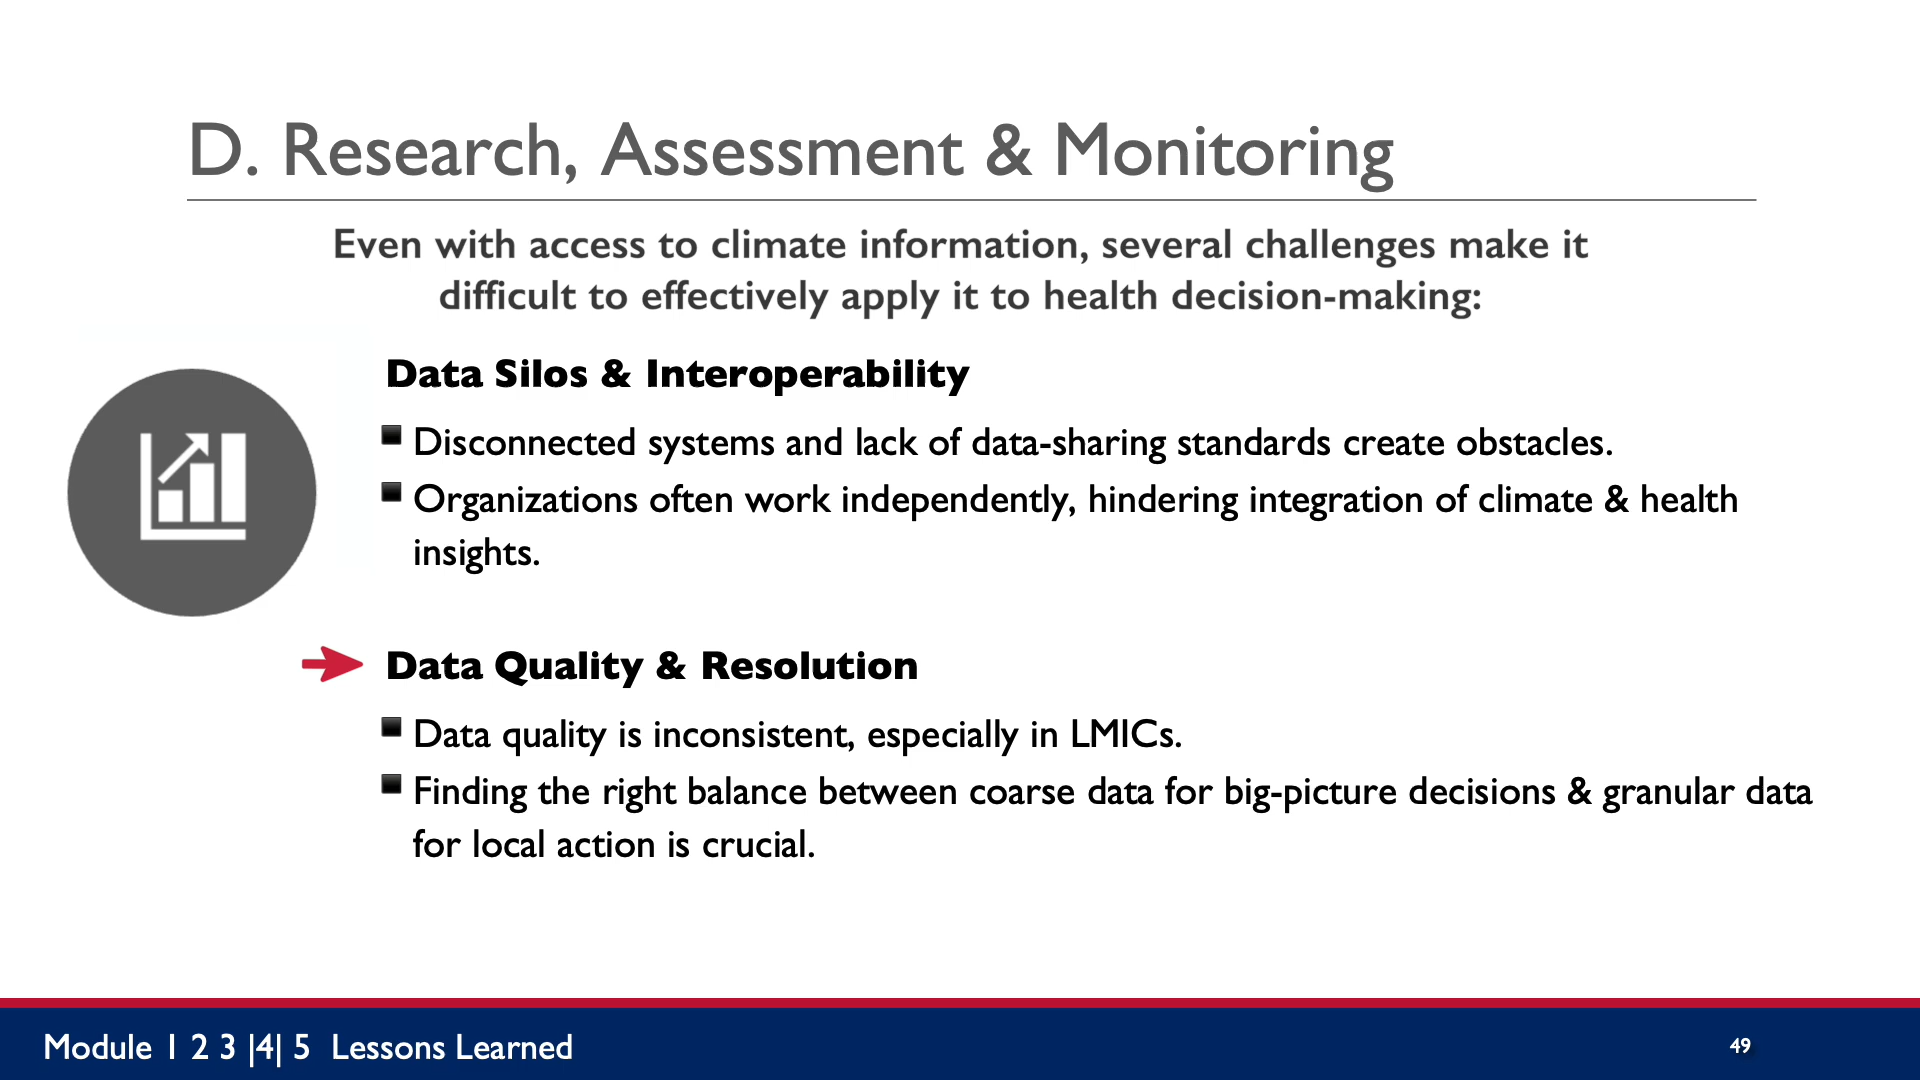 D. Research, Assessment & Monitoring
Even with access to climate information, several challenges make it
difficult to effectively apply it to health decision-making:
Data Silos & Interoperability
▪ Disconnected systems and lack of data-sharing standards create obstacles.
▪ Organizations often work independently, hindering integration of climate & health
insights.
Data Quality & Resolution
▪ Data quality is inconsistent, especially in LMICs.
▪ Finding the right balance between coarse data for big-picture decisions & granular data
for local action is crucial.
Module 1 2 3 |4| 5 Lessons Learned
49